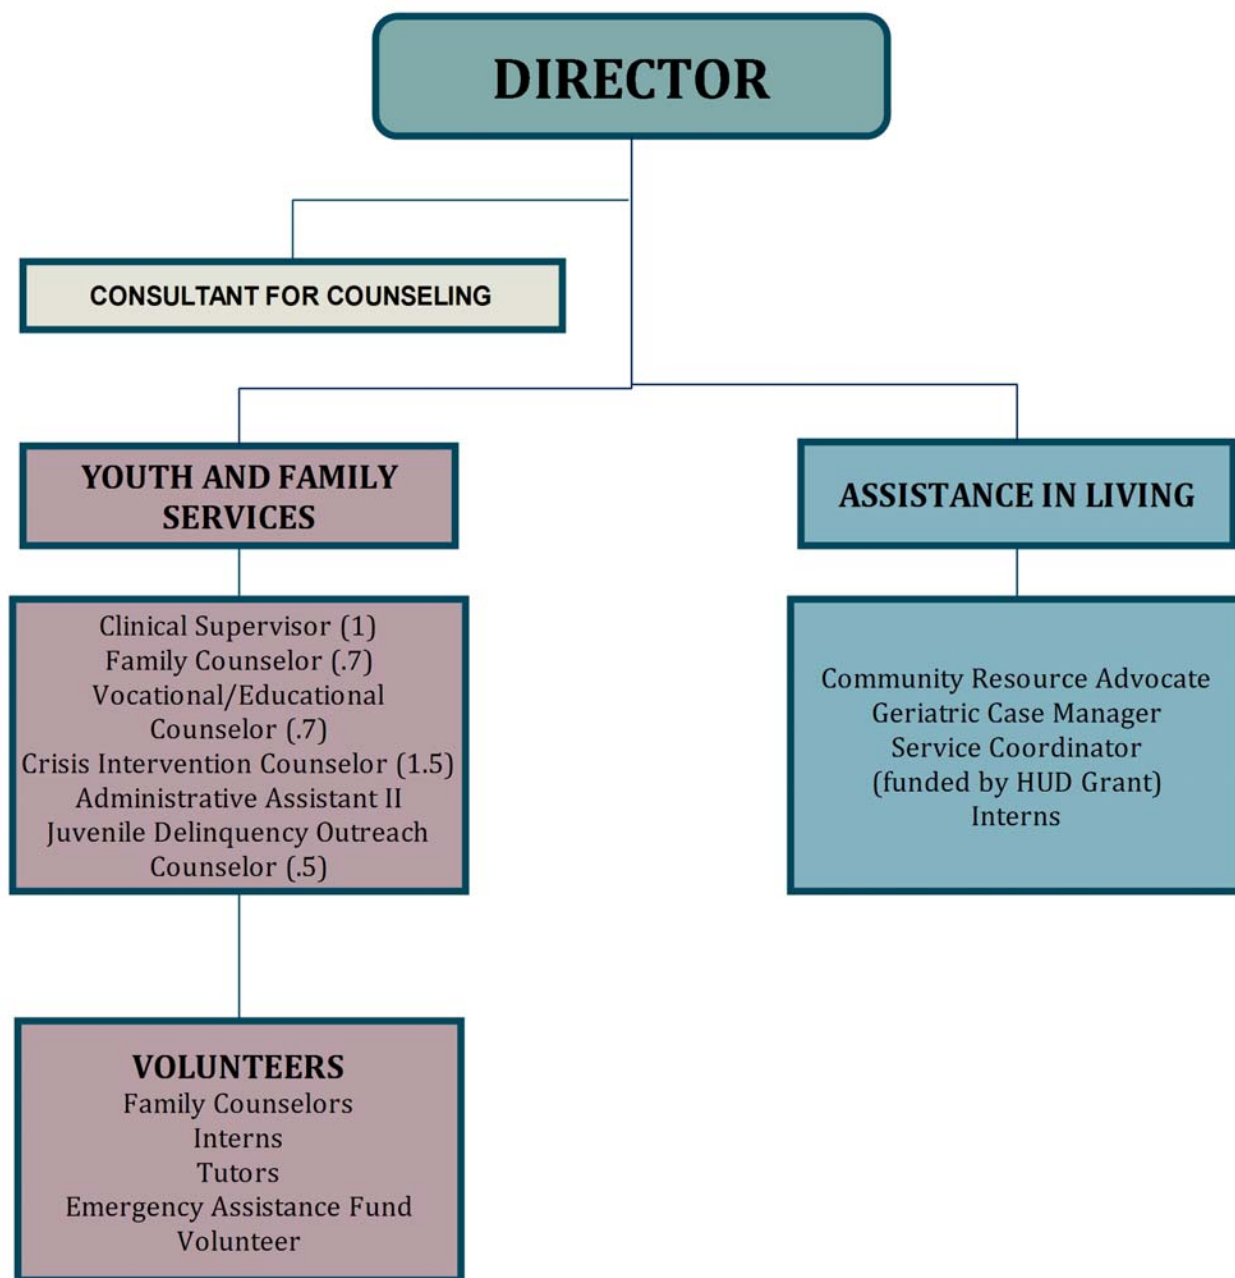 DIRECTOR
CONSULTANT FOR COUNSELING
YOUTH AND FAMILY
SERVICES
Clinical Supervisor (1)
Family Counselor (.7)
Vocational/Educational
Counselor (.7)
Crisis Intervention Counselor (1.5)
Administrative Assistant II
Juvenile Delinquency Outreach
Counselor (.5)
VOLUNTEERS
Family Counselors
Interns
Tutors
Emergency Assistance Fund
Volunteer
ASSISTANCE IN LIVING
Community Resource Advocate
Geriatric Case Manager
Service Coordinator
(funded by HUD Grant)
Interns